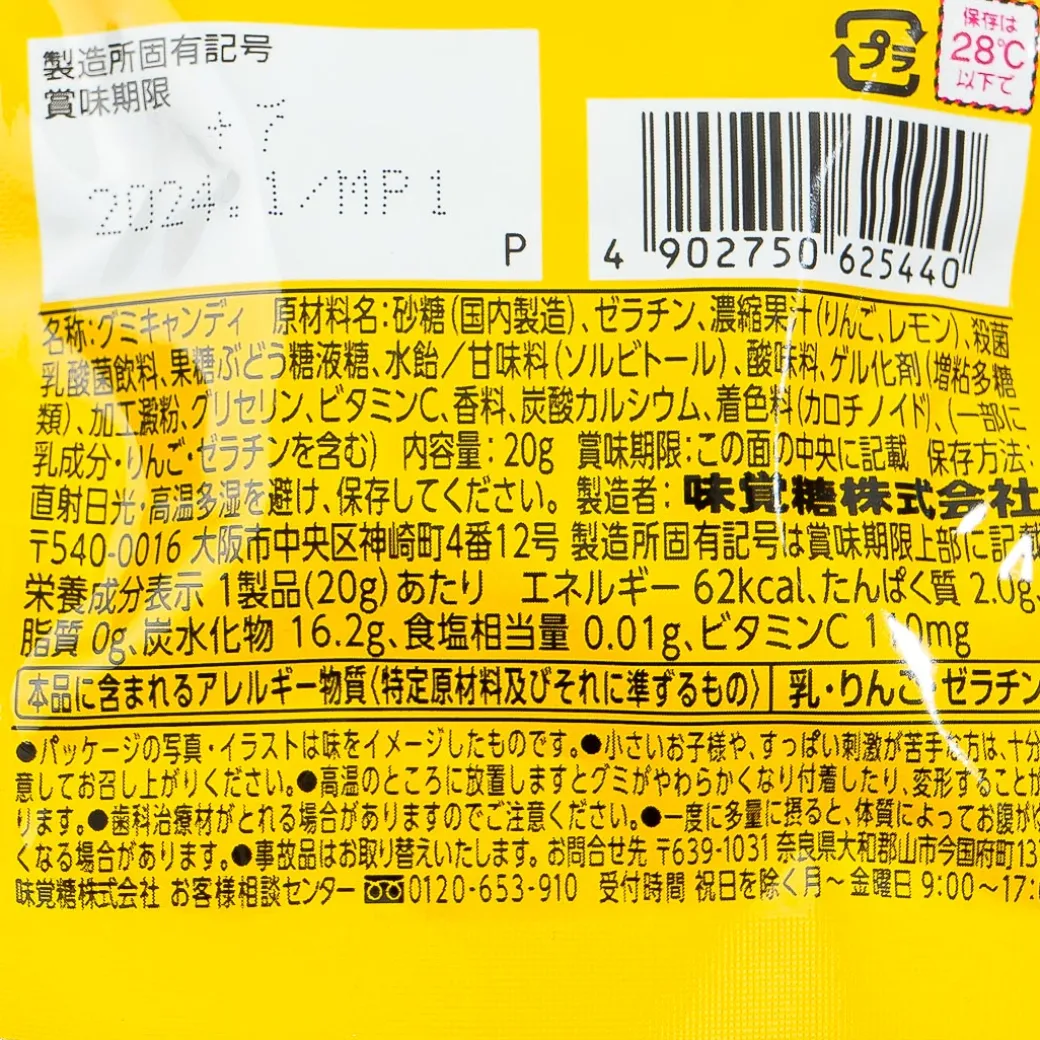 製造所固有記号
賞味期限
+7
2024.1/MP1
P
プラ
保存は
28℃
以下で
4 902750 625440
名称:グミキャンディ 原材料名:砂糖(国内製造)、ゼラチン、濃縮果汁(りんご、レモン)、殺菌
乳酸菌飲料、果糖ぶどう糖液糖、水飴/甘味料(ソルビトール)、酸味料、ゲル化剤(増粘多糖
類)、加工澱粉、グリセリン、ビタミンC、香料、炭酸カルシウム、着色料(カロチノイド)、(一部に
乳成分・りんご・ゼラチンを含む) 内容量:20g 賞味期限:この面の中央に記載 保存方法:
直射日光・高温多湿を避け、保存してください。 製造者:味覚糖株式会社
〒540-0016 大阪市中央区神崎町4番12号 製造所固有記号は賞味期限上部に記載
栄養成分表示 1製品(20g)あたり エネルギー 62kcal、たんぱく質 2.0g、
脂質 0g、炭水化物 16.2g、食塩相当量 0.01g、ビタミンC
本品に含まれるアレルギー物質〈特定原材料及びそれに準ずるもの〉 乳・りんご・ゼラチン
●パッケージの写真・イラストは味をイメージしたものです。●小さいお子様や、すっぱい刺激が苦手な方は、十分
意してお召し上がりください。●高温のところに放置しますとグミがやわらかくなり付着したり、変形することが
ります。●歯科治療材がとれる場合がありますのでご注意ください。●一度に多量に摂ると、体質によってお腹が
くなる場合があります。●事故品はお取り替えいたします。お問合せ先 〒639-1031 奈良県大和郡山市今国府町
味覚糖株式会社 お客様相談センター 0120-653-910 受付時間 祝日を除く月~金曜日 9:00~17: